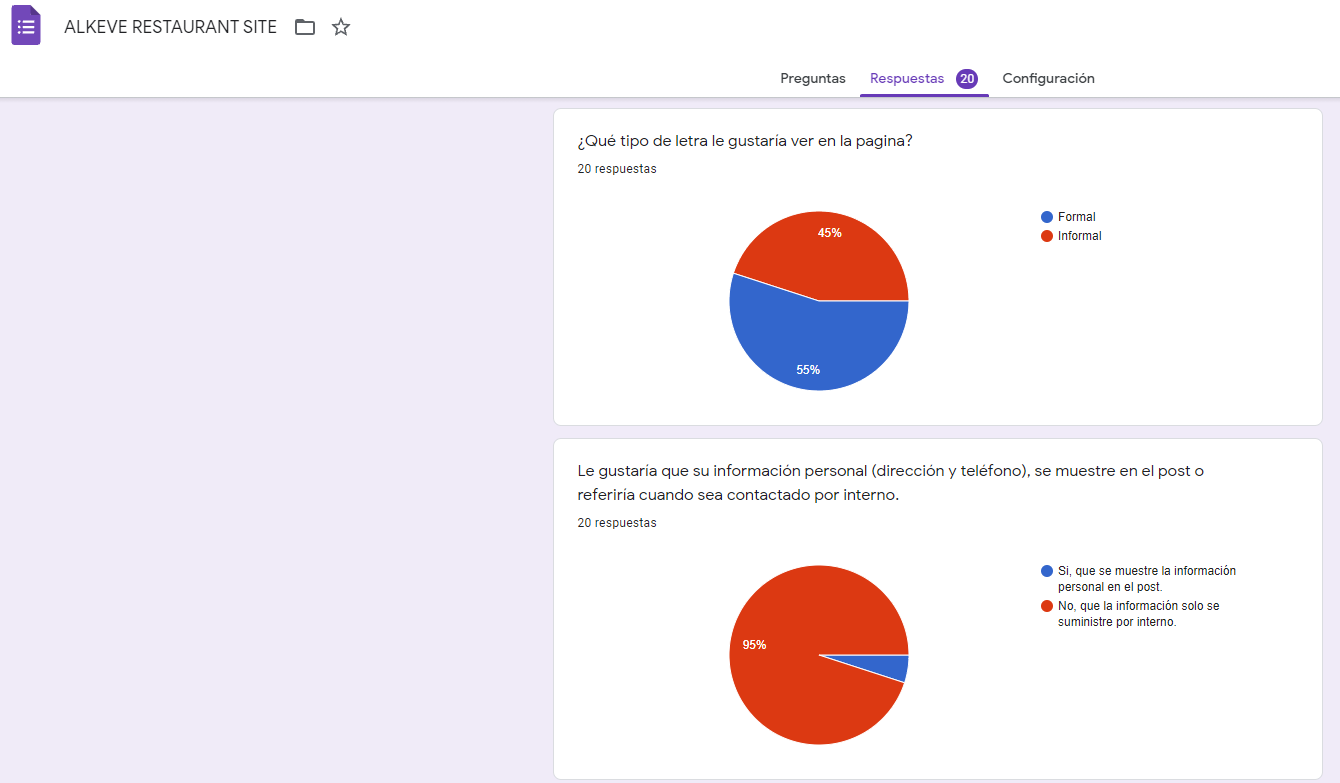 ALKEVE RESTAURANT SITE
Preguntas
Respuestas
20
Configuración
¿Qué tipo de letra le gustaría ver en la pagina?
20 respuestas
45%
55%
Formal
Informal
Le gustaría que su información personal (dirección y teléfono), se muestre en el post o
referiría cuando sea contactado por interno.
20 respuestas
95%
Si, que se muestre la información
personal en el post.
No, que la información solo se
suministre por interno.